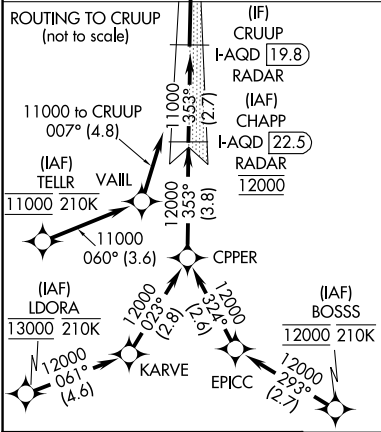 ROUTING TO CRUUP
(not to scale)
(IF)
CRUUP
I-AQD 19.8
RADAR
11000
353°
(2.7)
(IAF)
CHAPP
I-AQD 22.5
RADAR
12000
11000 to CRUUP
007° (4.8)
(IAF)
TELLR
11000 210K
VAIIL
11000
060° (3.6)
12000
353°
(3.8)
CPPER
(IAF)
LDORA
13000 210K
12000
061°
(4.6)
KARVE
12000
023°
(2.8)
12000
324°
(2.6)
EPICC
(IAF)
BOSSS
12000 210K
12000
293°
(2.7)